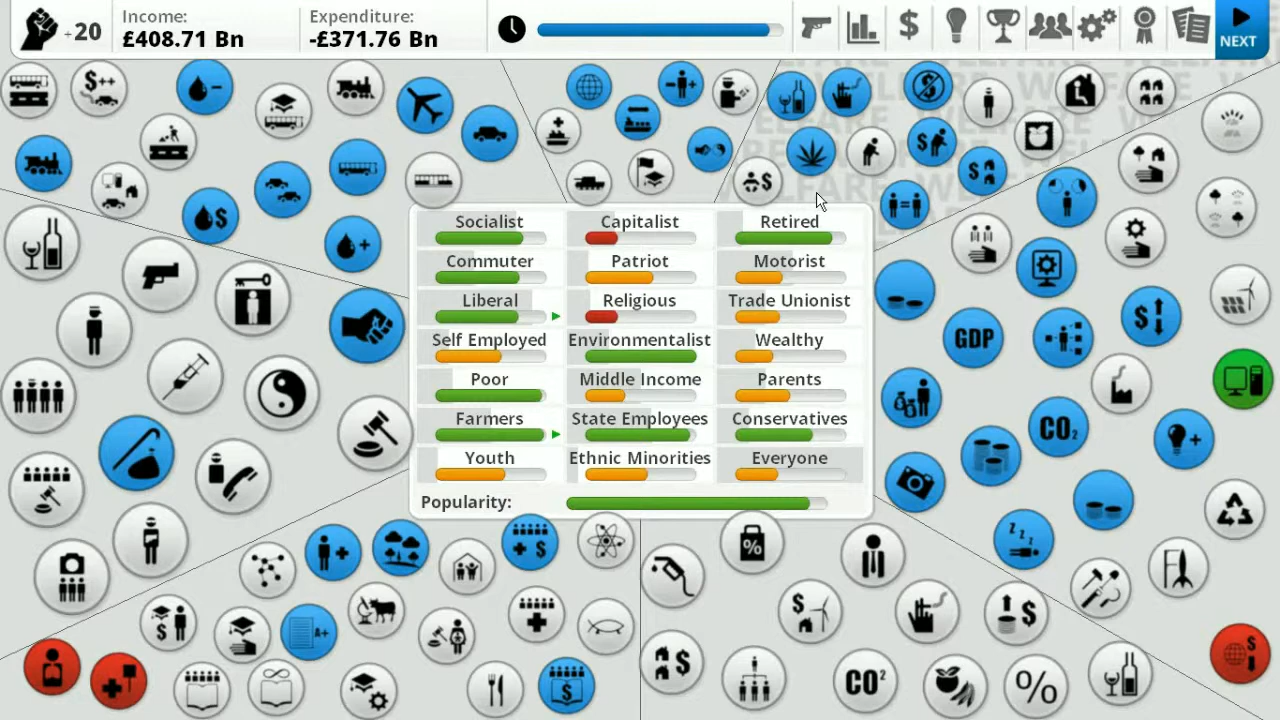 +20
Income:
£408.71 Bn
Expenditure:
-£371.76 Bn
NEXT
WELFARE WELFARE
$++
Socialist
Capitalist
Retired
Commuter
Patriot
Motorist
Liberal
Religious
Trade Unionist
Self Employed
Environmentalist
Wealthy
Poor
Middle Income
Parents
Farmers
State Employees
Conservatives
Youth
Ethnic Minorities
Everyone
Popularity:
GDP
CO₂
CO²
A+
%